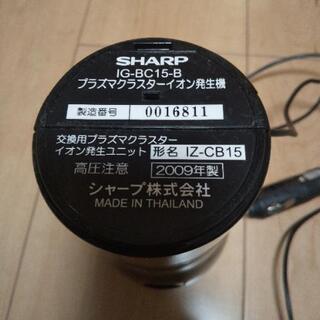 SHARP
IG-BC15-B
プラズマクラスターイオン発生機
製造番号 0016811
交換用プラズマクラスター
イオン発生ユニット 形名 IZ-CB15
高圧注意 2009年製
シャープ株式会社
MADE IN THAILAND